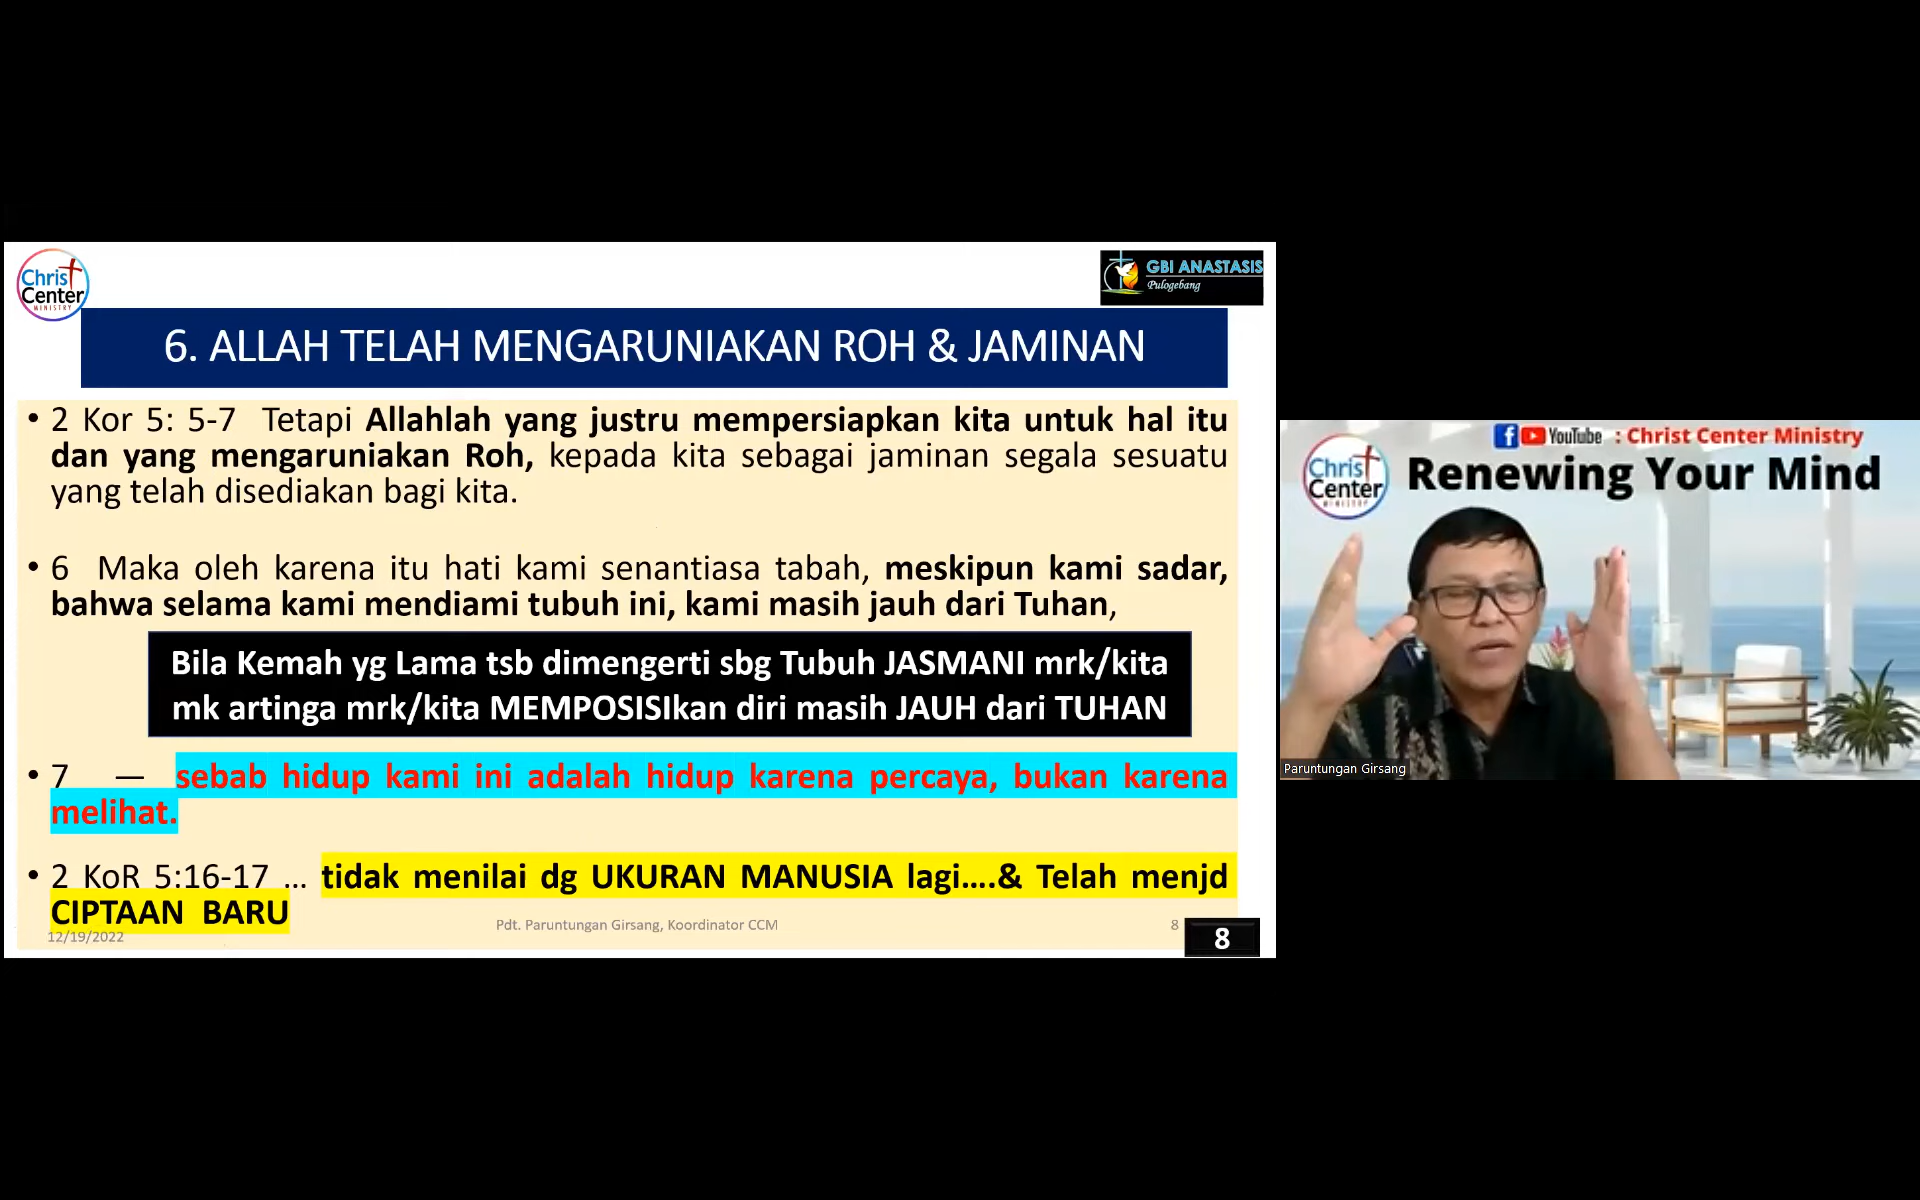 Christ
Center
MINISTRY
GBI ANASTASIS
Pulogebang
6. ALLAH TELAH MENGARUNIAKAN ROH & JAMINAN
• 2 Kor 5: 5-7 Tetapi Allahlah yang justru mempersiapkan kita untuk hal itu
dan yang mengaruniakan Roh, kepada kita sebagai jaminan segala sesuatu
yang telah disediakan bagi kita.
• 6 Maka oleh karena itu hati kami senantiasa tabah, meskipun kami sadar,
bahwa selama kami mendiami tubuh ini, kami masih jauh dari Tuhan,
Bila Kemah yg Lama tsb dimengerti sbg Tubuh JASMANI mrk/kita
mk artinga mrk/kita MEMPOSISIkan diri masih JAUH dari TUHAN
• 7 — sebab hidup kami ini adalah hidup karena percaya, bukan karena
melihat.
• 2 KoR 5:16-17 ... tidak menilai dg UKURAN MANUSIA lagi....& Telah menjd
CIPTAAN BARU
12/19/2022
Pdt. Paruntungan Girsang, Koordinator CCM
8
8
YouTube : Christ Center Ministry
Christ
Center
MINISTRY
Renewing Your Mind
Paruntungan Girsang